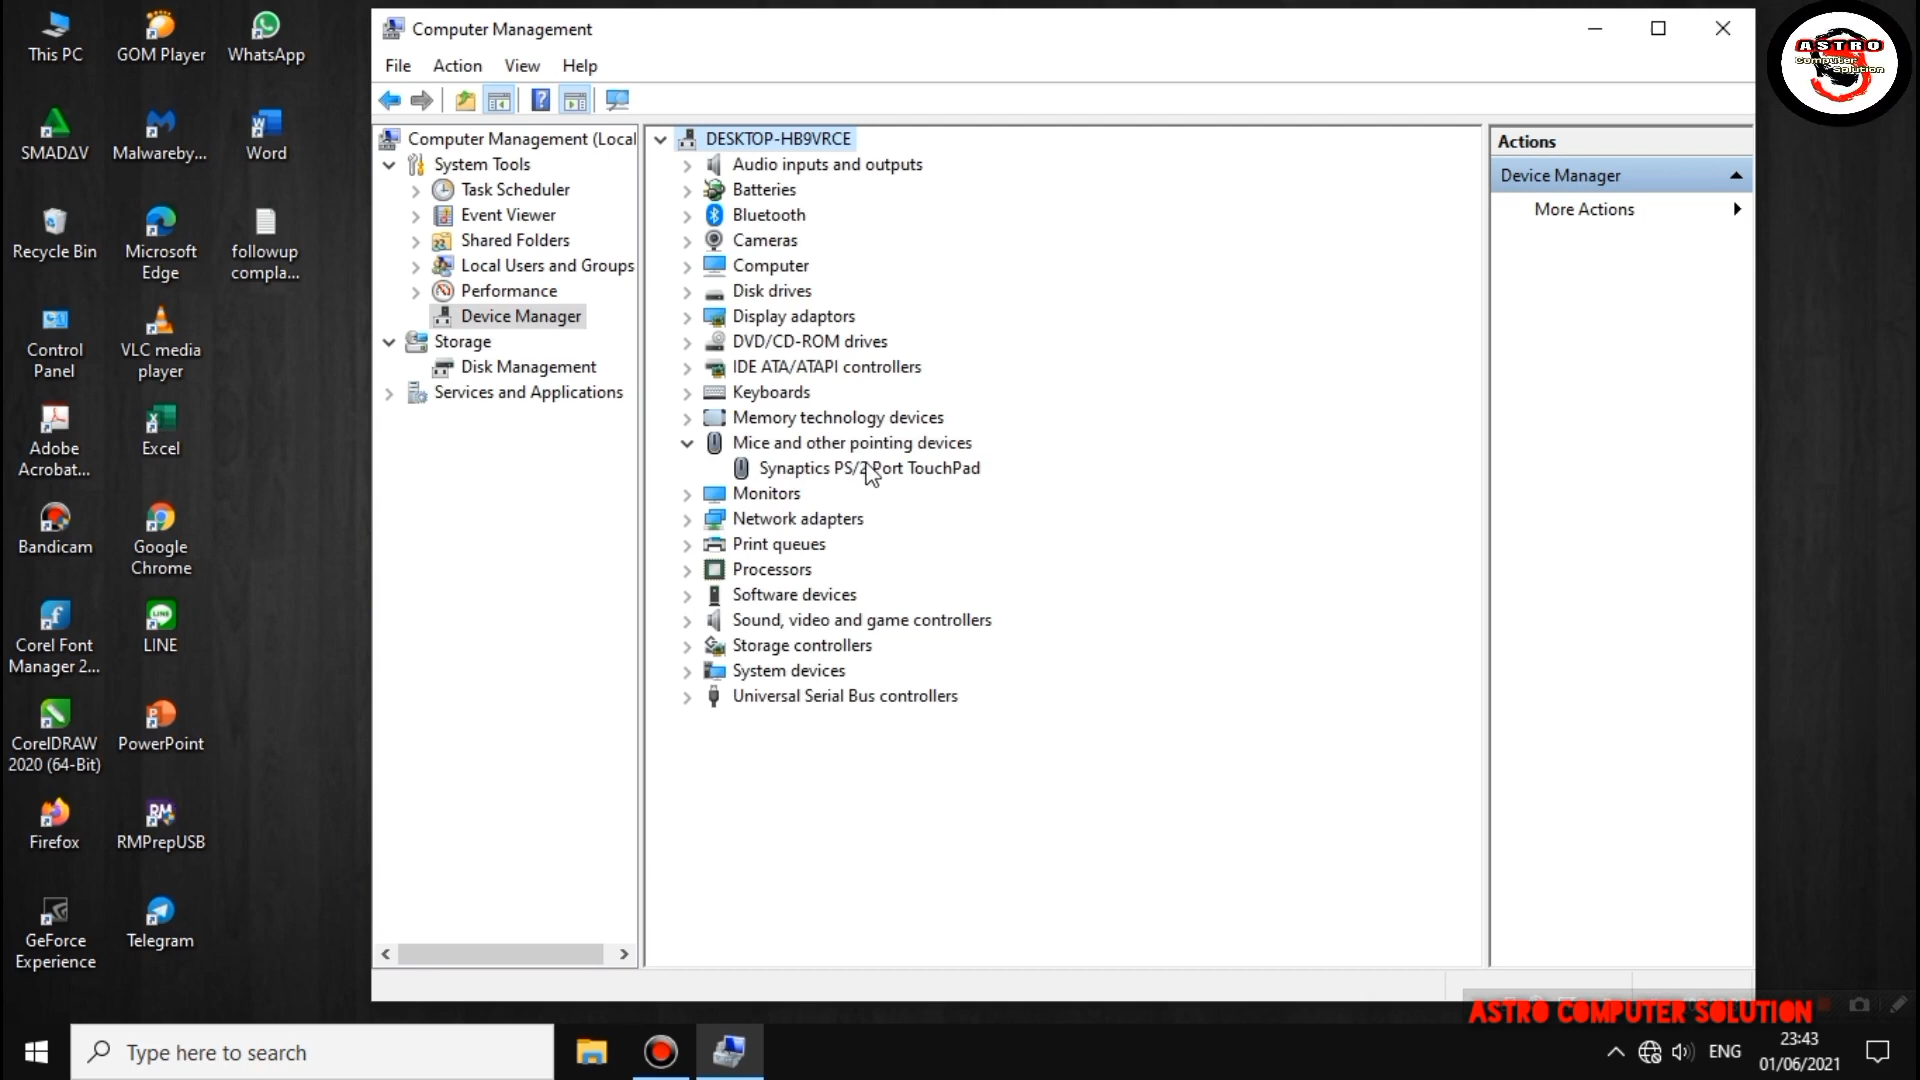 This PC
GOM Player
WhatsApp
SMADΔV
Malwareby...
Word
Recycle Bin
Microsoft
Edge
followup
compla...
Control
Panel
VLC media
player
Adobe
Acrobat...
Excel
Bandicam
Google
Chrome
Corel Font
Manager 2...
LINE
CorelDRAW
2020 (64-Bit)
PowerPoint
Firefox
RMPrepUSB
GeForce
Experience
Telegram
Computer Management
File Action View Help
Computer Management (Local
System Tools
Task Scheduler
Event Viewer
Shared Folders
Local Users and Groups
Performance
Device Manager
Storage
Disk Management
Services and Applications
DESKTOP-HB9VRCE
Audio inputs and outputs
Batteries
Bluetooth
Cameras
Computer
Disk drives
Display adaptors
DVD/CD-ROM drives
IDE ATA/ATAPI controllers
Keyboards
Memory technology devices
Mice and other pointing devices
Synaptics PS/2 Port TouchPad
Monitors
Network adapters
Print queues
Processors
Software devices
Sound, video and game controllers
Storage controllers
System devices
Universal Serial Bus controllers
Actions
Device Manager
More Actions
ASTRO
Computer
Solution
ASTRO COMPUTER SOLUTION
Type here to search
ENG
23:43
01/06/2021